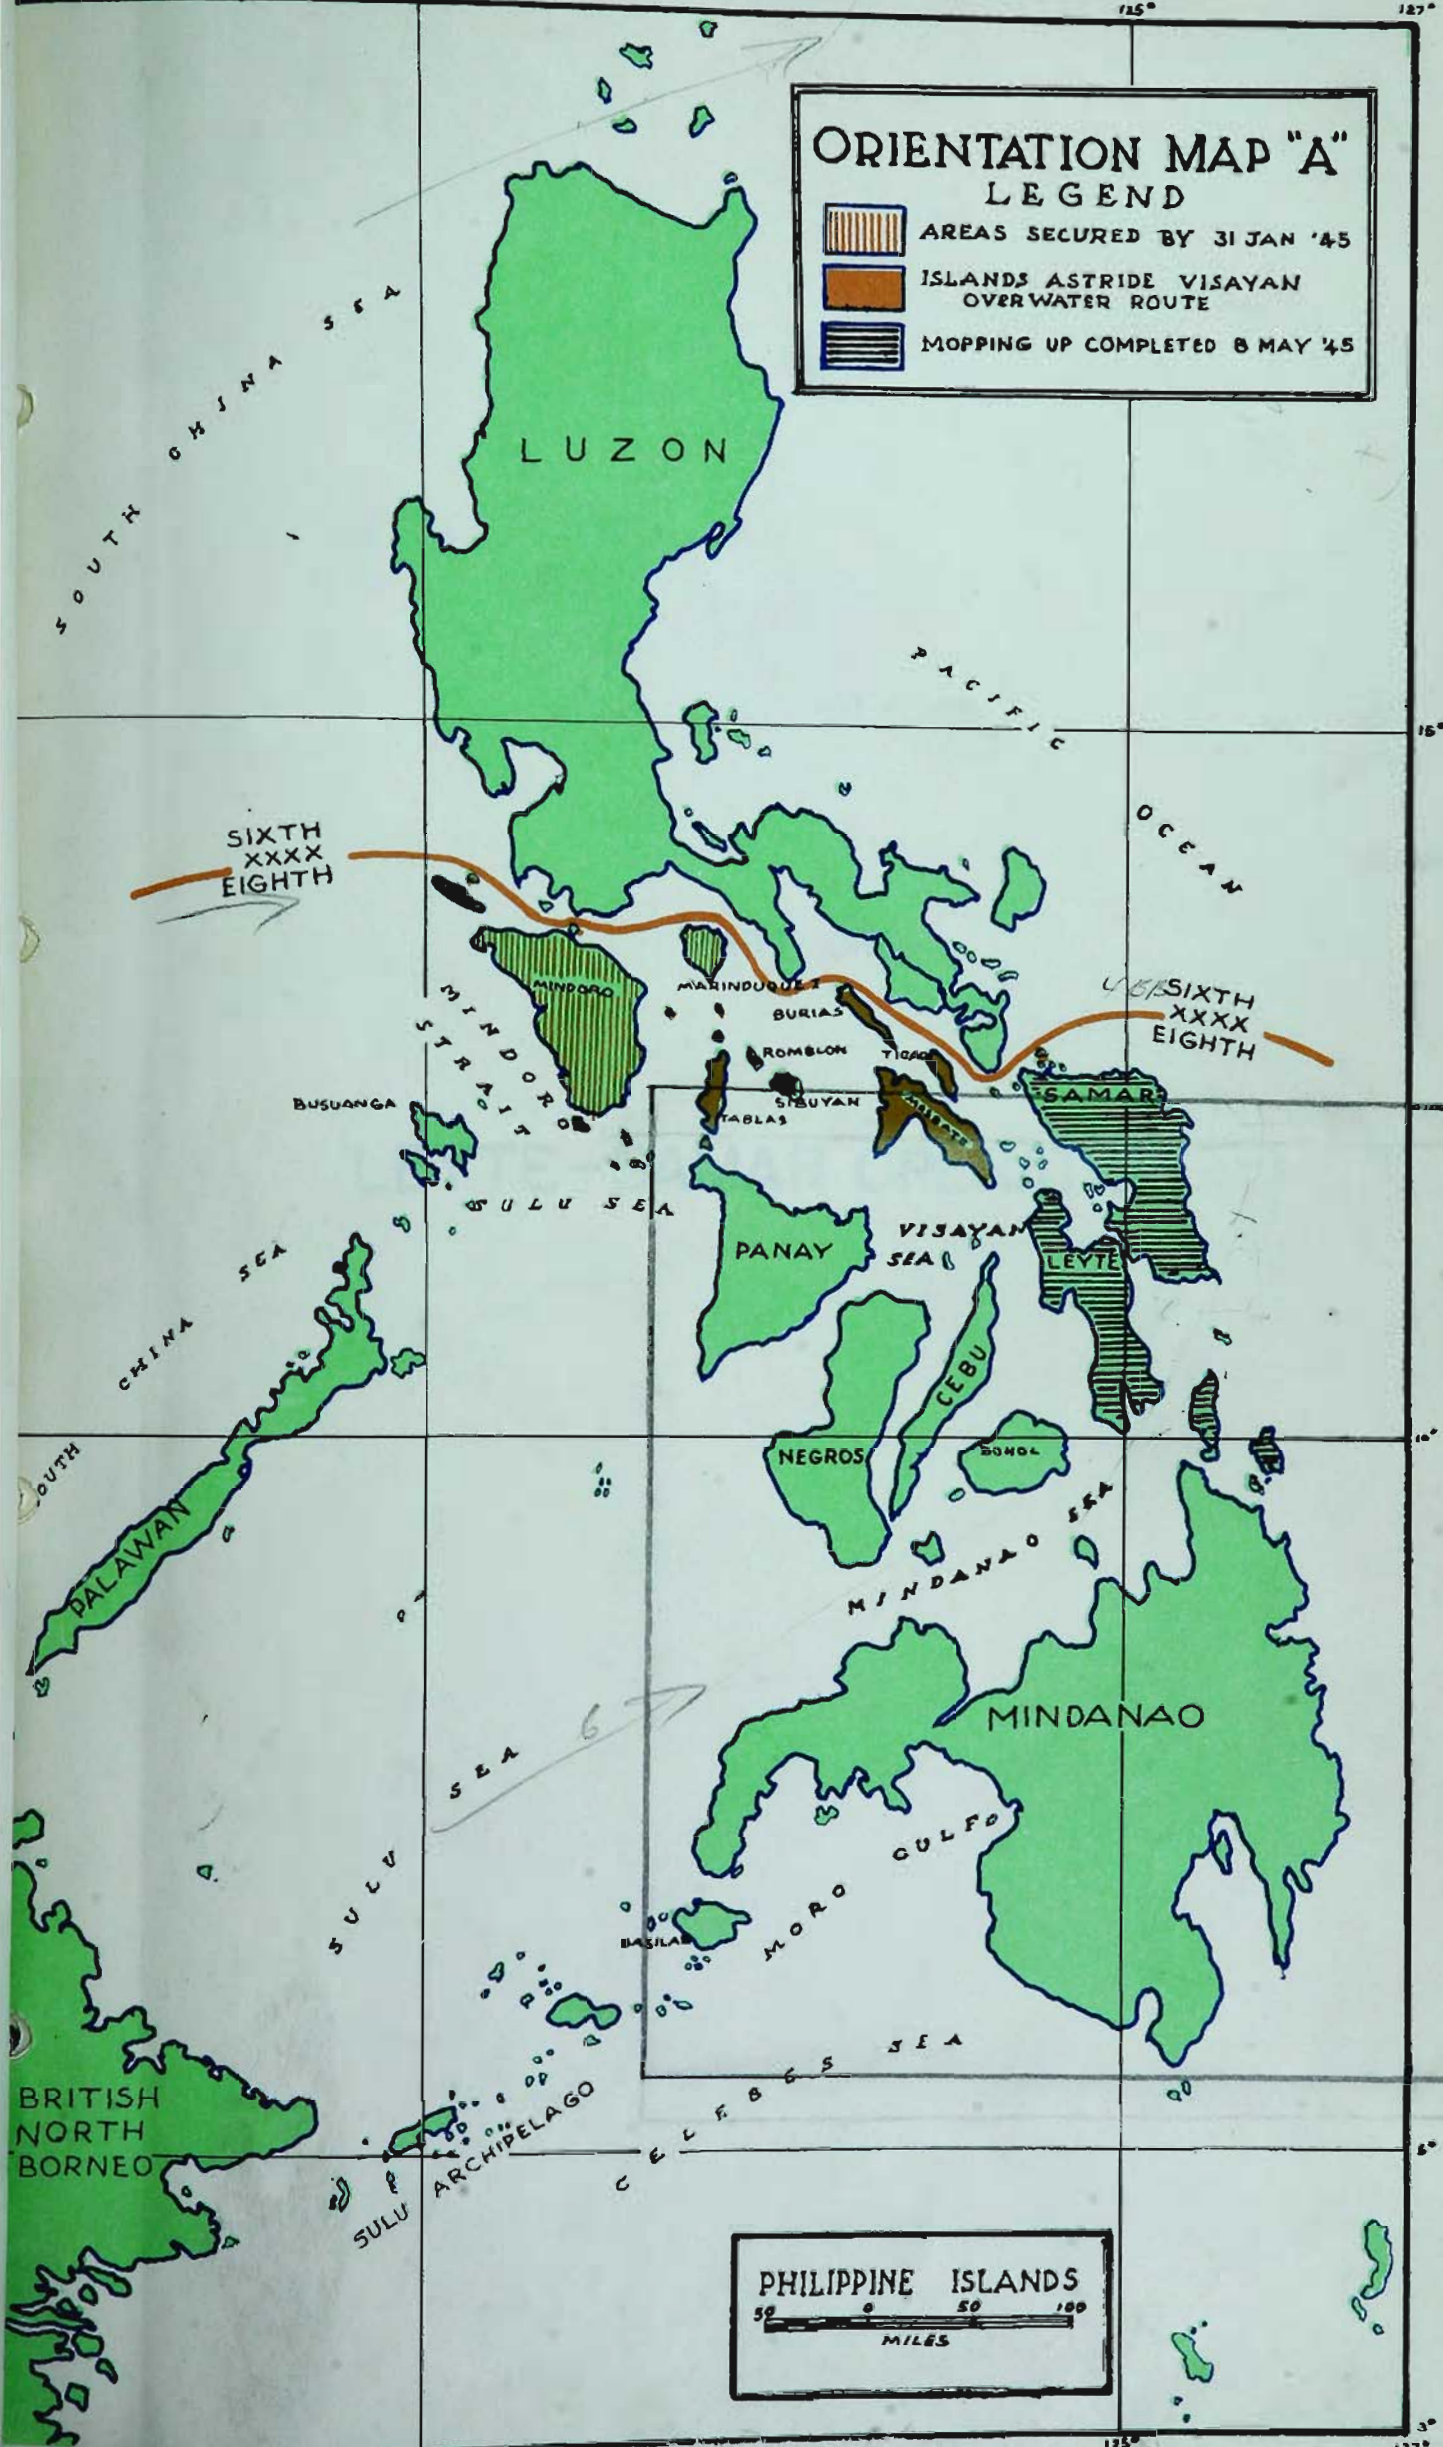 125°
127°
ORIENTATION MAP "A"
LEGEND
AREAS SECURED BY 31 JAN '45
ISLANDS ASTRIDE VISAYAN
OVERWATER ROUTE
MOPPING UP COMPLETED 8 MAY '45
SOUTH CHINA SEA
LUZON
PACIFIC OCEAN
15°
SIXTH
XXXX
EIGHTH
SIXTH
XXXX
EIGHTH
MINDORO
MARINDUQUE I
BURIAS
MINDORO
STRAIT
ROMBLON
TICAO
BUSUANGA
SIBUYAN
TABLAS
MASBATE
SAMAR
SULU SEA
PANAY
VISAYAN
SEA
LEYTE
SOUTH CHINA SEA
CEBU
NEGROS
BOHOL
10°
PALAWAN
MINDANAO SEA
MINDANAO
6
SULU SEA
MORO GULF
BASILAN
CELEBES SEA
BRITISH
NORTH
BORNEO
SULU ARCHIPELAGO
5°
PHILIPPINE ISLANDS
50 0 50 100
MILES
3°
125°
127°